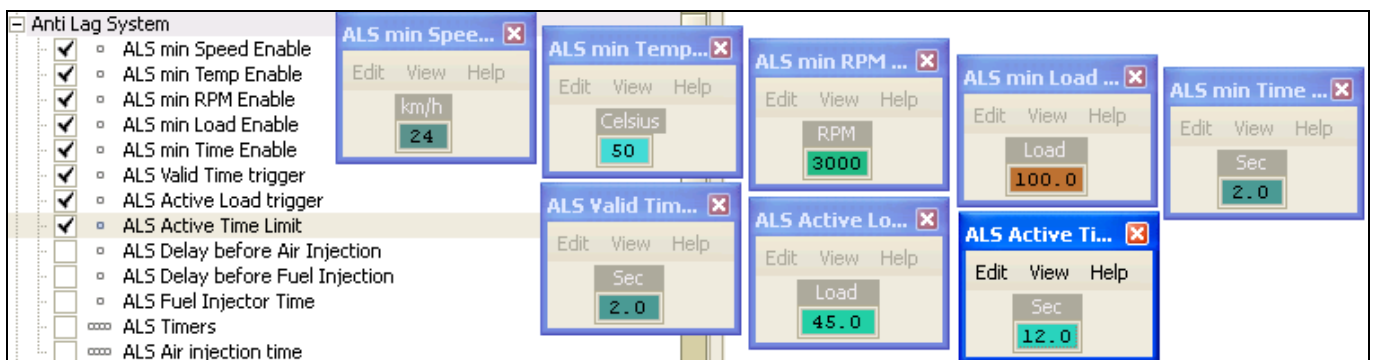 Anti Lag System
ALS min Speed Enable
ALS min Temp Enable
ALS min RPM Enable
ALS min Load Enable
ALS min Time Enable
ALS Valid Time trigger
ALS Active Load trigger
ALS Active Time Limit
ALS Delay before Air Injection
ALS Delay before Fuel Injection
ALS Fuel Injector Time
ALS Timers
ALS Air injection time
ALS min Spee...
Edit View Help
km/h
24
ALS min Temp...
Edit View Help
Celsius
50
ALS min RPM ...
Edit View Help
RPM
3000
ALS min Load ...
Edit View Help
Load
100.0
ALS min Time ...
Edit View Help
Sec
2.0
ALS Valid Tim...
Edit View Help
Sec
2.0
ALS Active Lo...
Edit View Help
Load
45.0
ALS Active Ti...
Edit View Help
Sec
12.0